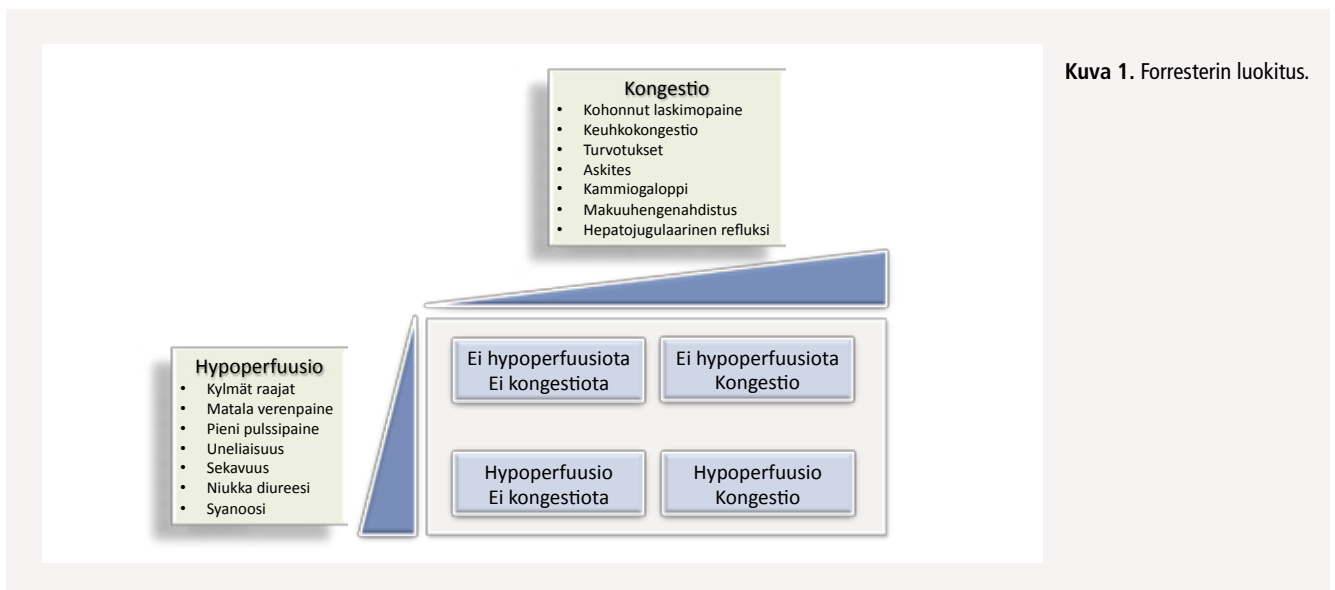 Kuva 1. Forresterin luokitus.
Kongestio
• Kohonnut laskimopaine
• Keuhkokongestio
• Turvotukset
• Askites
• Kammiogaloppi
• Makuuhengenahdistus
• Hepatojugulaarinen refluksi
Hypoperfuusio
• Kylmät raajat
• Matala verenpaine
• Pieni pulssipaine
• Uneliaisuus
• Sekavuus
• Niukka diureesi
• Syanoosi
Ei hypoperfuusiota
Ei kongestiota
Ei hypoperfuusiota
Kongestio
Hypoperfuusio
Ei kongestiota
Hypoperfuusio
Kongestio